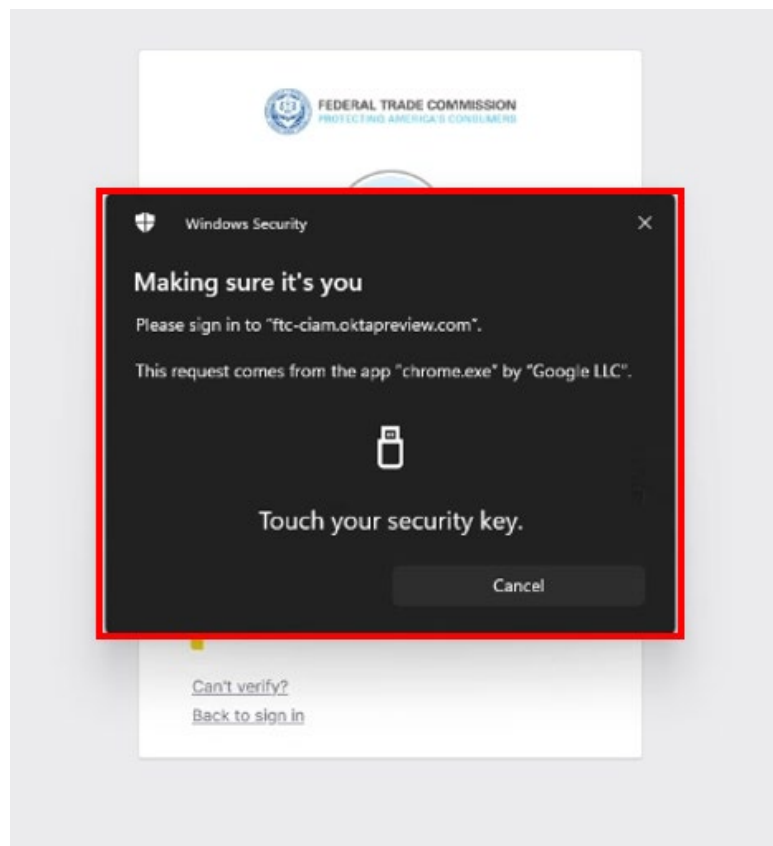 FEDERAL TRADE COMMISSION
PROTECTING AMERICA'S CONSUMERS
Windows Security
Making sure it's you
Please sign in to "ftc-ciam.oktapreview.com".
This request comes from the app "chrome.exe" by "Google LLC".
Touch your security key.
Cancel
Can't verify?
Back to sign in